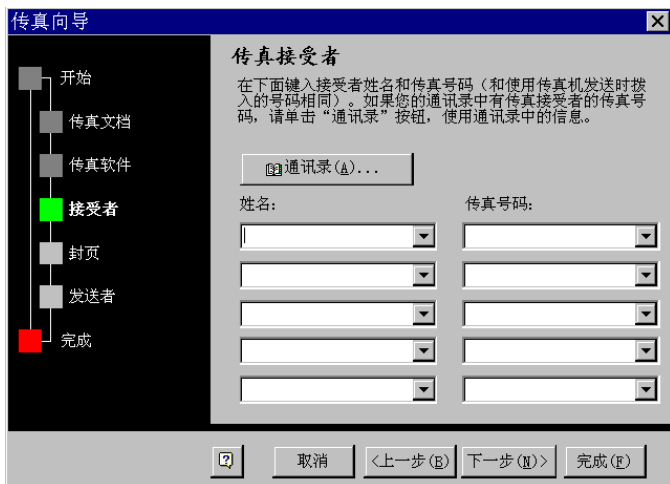 传真向导
开始
传真文档
传真软件
接受者
封页
发送者
完成
传真接受者
在下面键入接受者姓名和传真号码（和使用传真机发送时拨
入的号码相同）。如果您的通讯录中有传真接受者的传真号
码，请单击“通讯录”按钮，使用通讯录中的信息。
通讯录(A)...
姓名：
传真号码：
取消
<上一步(B)
下一步(N)>
完成(F)